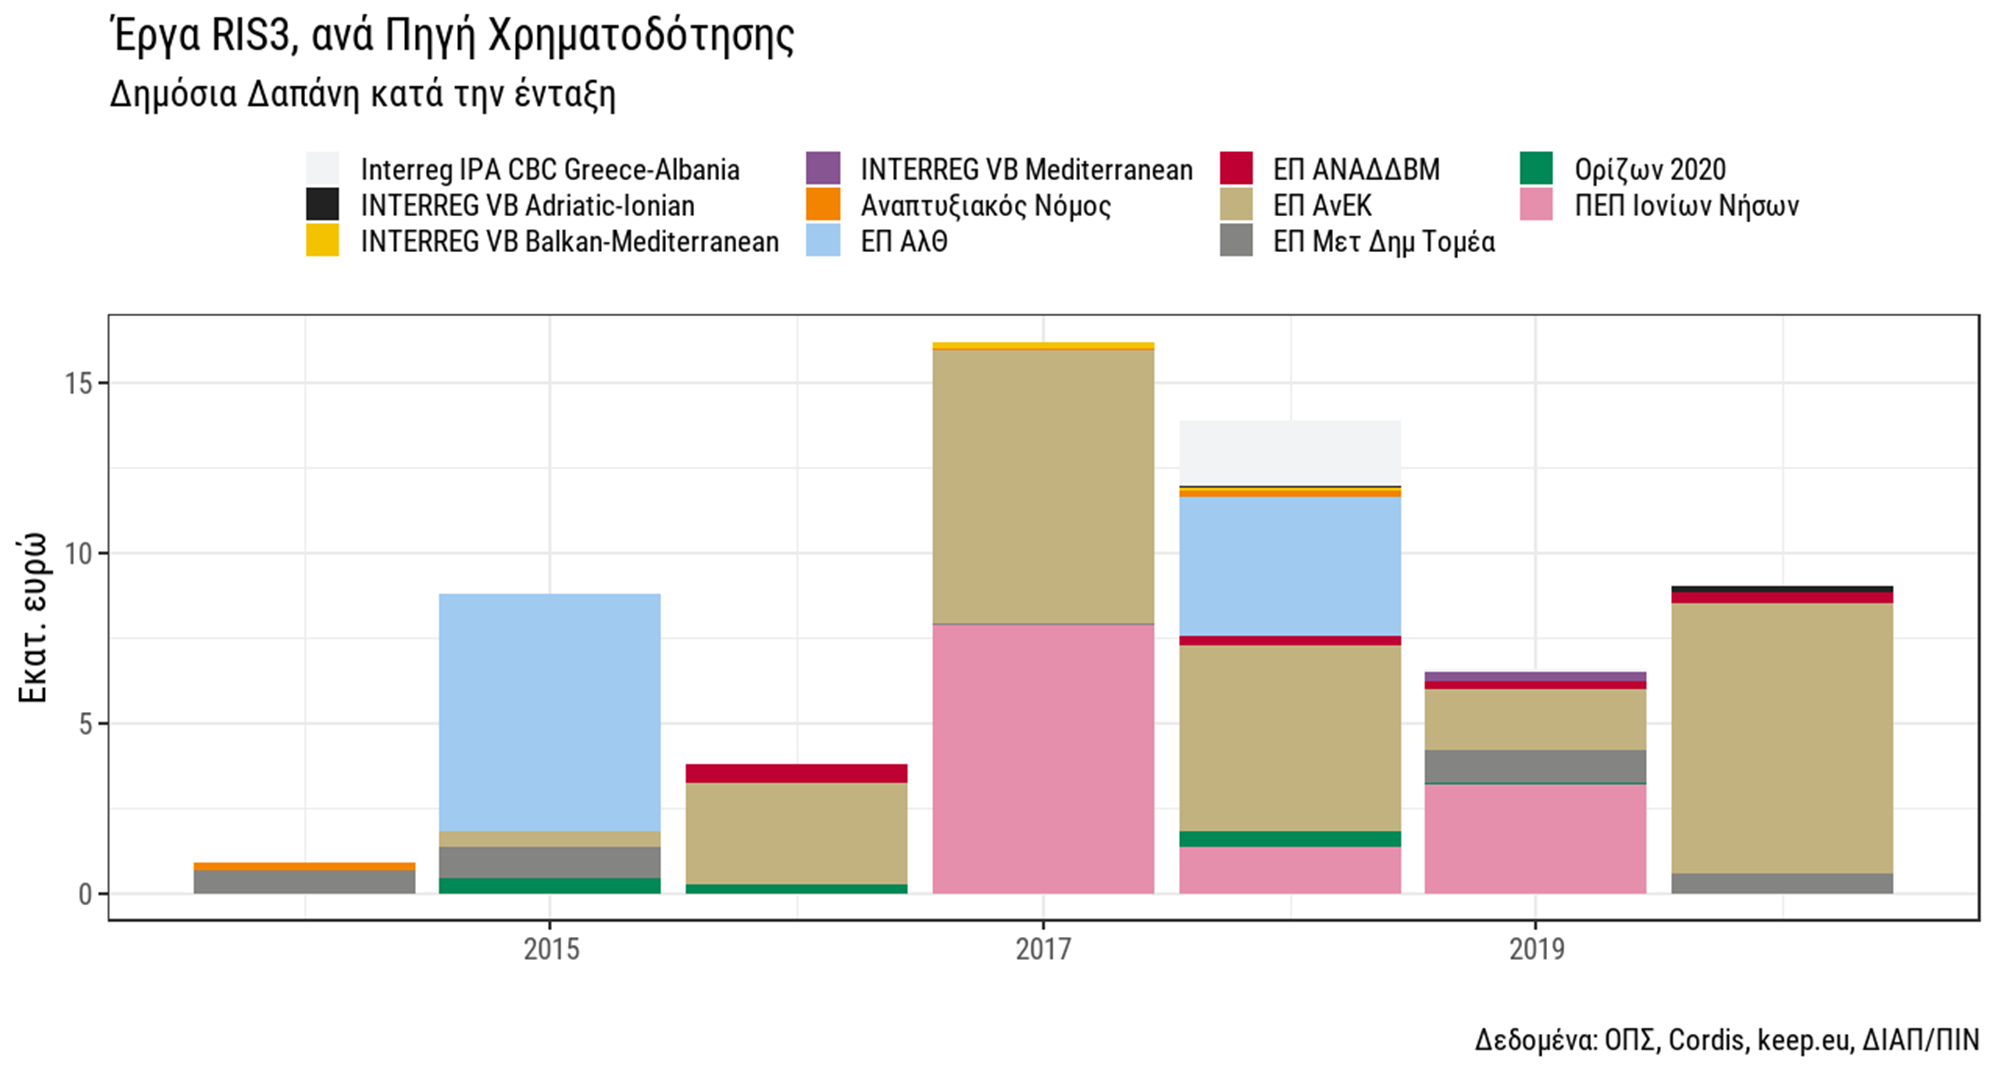 Έργα RIS3, ανά Πηγή Χρηματοδότησης
Δημόσια Δαπάνη κατά την ένταξη
Interreg IPA CBC Greece-Albania
INTERREG VB Adriatic-Ionian
INTERREG VB Balkan-Mediterranean
INTERREG VB Mediterranean
Αναπτυξιακός Νόμος
ΕΠ ΑλΘ
ΕΠ ΑΝΑΔΔΒΜ
ΕΠ ΑνΕΚ
ΕΠ Μετ Δημ Τομέα
Ορίζων 2020
ΠΕΠ Ιονίων Νήσων
Εκατ. ευρώ
15
10
5
0
2015
2017
2019
Δεδομένα: ΟΠΣ, Cordis, keep.eu, ΔΙΑΠ/ΠΙΝ